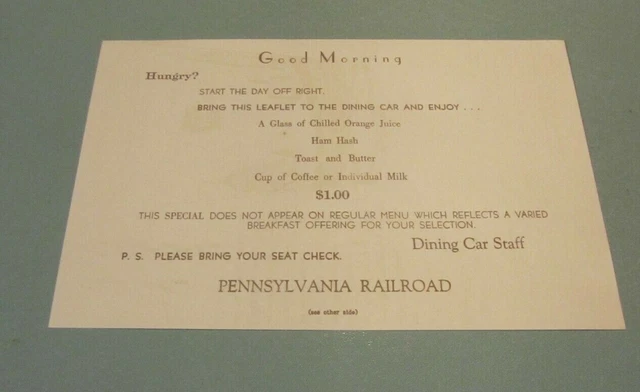 Good Morning
Hungry?
START THE DAY OFF RIGHT.
BRING THIS LEAFLET TO THE DINING CAR AND ENJOY . . .
A Glass of Chilled Orange Juice
Ham Hash
Toast and Butter
Cup of Coffee or Individual Milk
$1.00
THIS SPECIAL DOES NOT APPEAR ON REGULAR MENU WHICH REFLECTS A VARIED
BREAKFAST OFFERING FOR YOUR SELECTION.
Dining Car Staff
P. S. PLEASE BRING YOUR SEAT CHECK.
PENNSYLVANIA RAILROAD
(see other side)